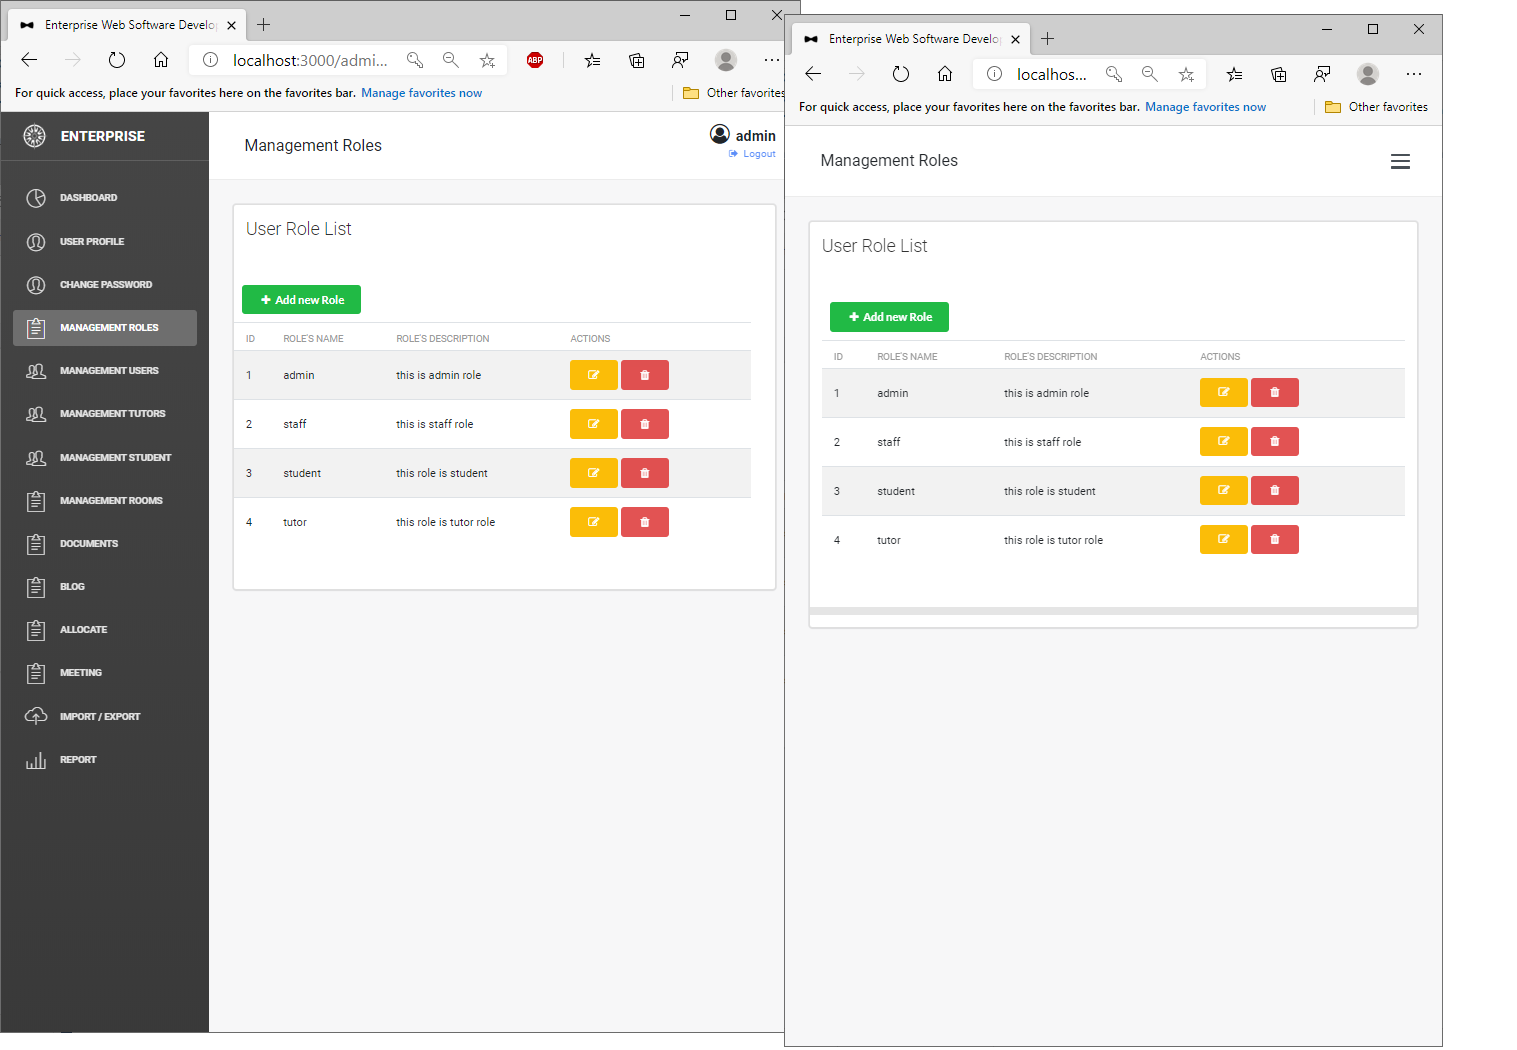 Enterprise Web Software Develo
localhost:3000/admi...
ABP
For quick access, place your favorites here on the favorites bar. Manage favorites now
Other favorites
ENTERPRISE
DASHBOARD
USER PROFILE
CHANGE PASSWORD
MANAGEMENT ROLES
MANAGEMENT USERS
MANAGEMENT TUTORS
MANAGEMENT STUDENT
MANAGEMENT ROOMS
DOCUMENTS
BLOG
ALLOCATE
MEETING
IMPORT / EXPORT
REPORT
Management Roles
admin
Logout
User Role List
Add new Role
ID ROLE'S NAME ROLE'S DESCRIPTION ACTIONS
1 admin this is admin role
2 staff this is staff role
3 student this role is student
4 tutor this role is tutor role
Enterprise Web Software Develo
localhos...
For quick access, place your favorites here on the favorites bar. Manage favorites now
Other favorites
Management Roles
User Role List
Add new Role
ID ROLE'S NAME ROLE'S DESCRIPTION ACTIONS
1 admin this is admin role
2 staff this is staff role
3 student this role is student
4 tutor this role is tutor role